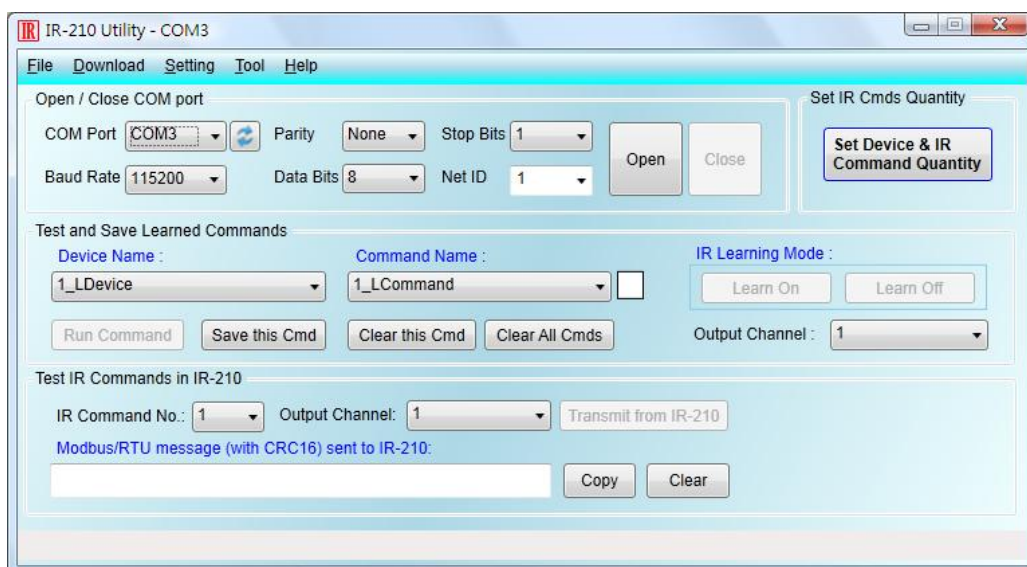 IR IR-210 Utility - COM3
File Download Setting Tool Help
Open / Close COM port
COM Port COM3 Parity None Stop Bits 1
Baud Rate 115200 Data Bits 8 Net ID 1
Open Close
Set IR Cmds Quantity
Set Device & IR
Command Quantity
Test and Save Learned Commands
Device Name : Command Name : IR Learning Mode :
1_LDevice 1_LCommand Learn On Learn Off
Run Command Save this Cmd Clear this Cmd Clear All Cmds Output Channel : 1
Test IR Commands in IR-210
IR Command No.: 1 Output Channel: 1 Transmit from IR-210
Modbus/RTU message (with CRC16) sent to IR-210:
Copy Clear